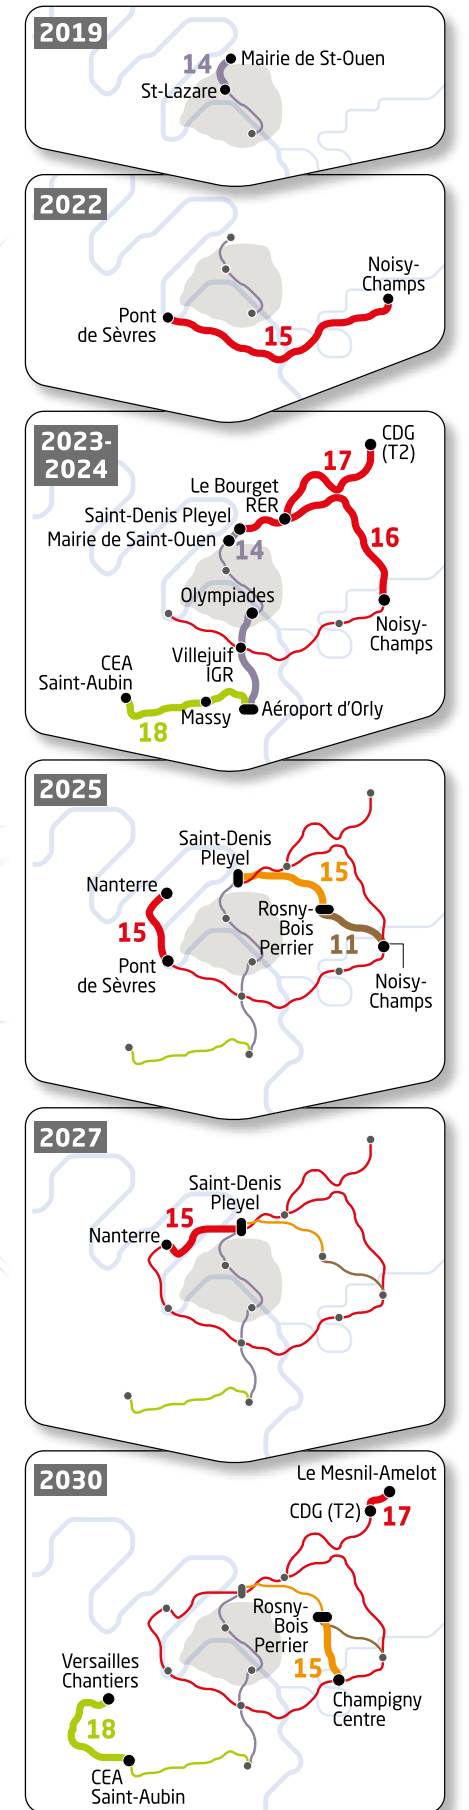 2019
14
Mairie de St-Ouen
St-Lazare
2022
Noisy-
Champs
Pont
de Sèvres
15
2023-
2024
CDG
(T2)
17
Le Bourget
RER
Saint-Denis Pleyel
Mairie de Saint-Ouen
14
16
Olympiades
Noisy-
Champs
Villejuif
IGR
CEA
Saint-Aubin
Massy
Aéroport d'Orly
18
2025
Saint-Denis
Pleyel
15
Nanterre
Rosny-
Bois
Perrier
15
11
Pont
de Sèvres
Noisy-
Champs
2027
Saint-Denis
Pleyel
15
Nanterre
2030
Le Mesnil-Amelot
CDG (T2)
17
Rosny-
Bois
Perrier
15
Versailles
Chantiers
Champigny
Centre
18
CEA
Saint-Aubin